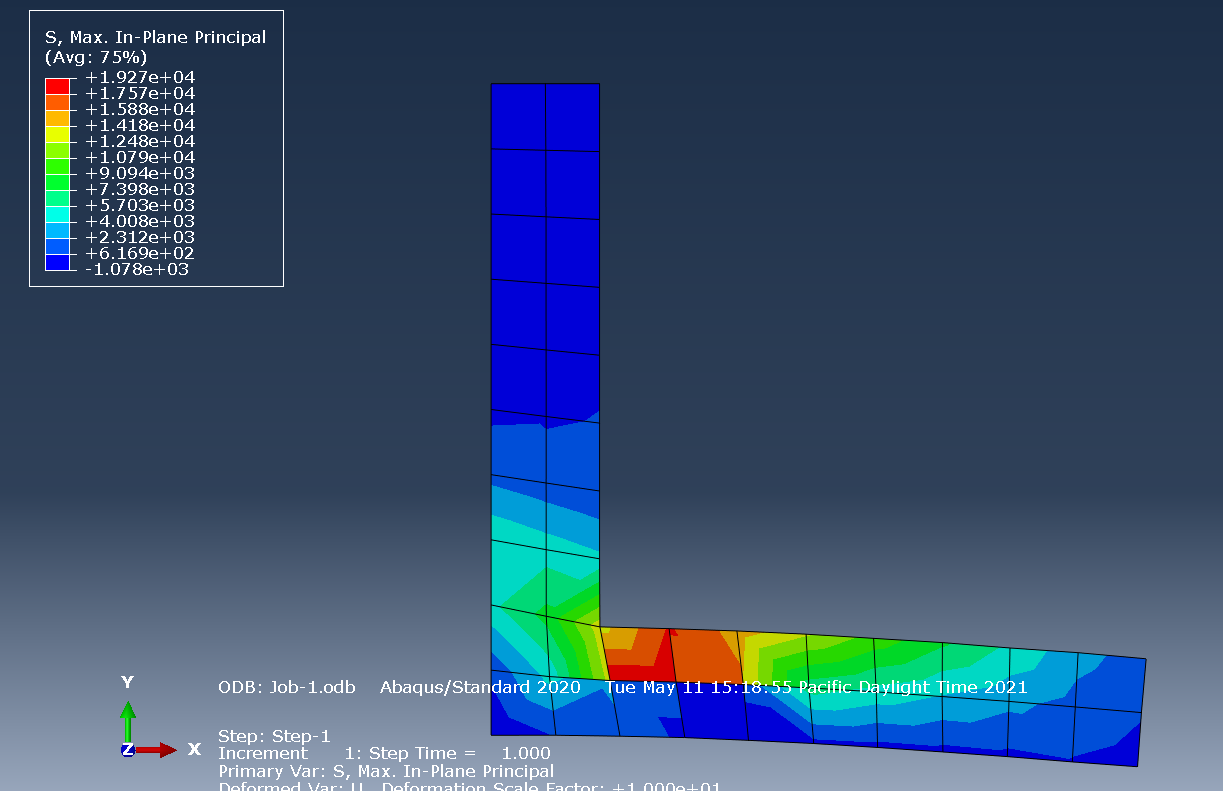 S, Max. In-Plane Principal
(Avg: 75%)
+1.927e+04
+1.757e+04
+1.588e+04
+1.418e+04
+1.248e+04
+1.079e+04
+9.094e+03
+7.398e+03
+5.703e+03
+4.008e+03
+2.312e+03
+6.169e+02
-1.078e+03
Y
Z X
ODB: Job-1.odb Abaqus/Standard 2020 Tue May 11 15:18:55 Pacific Daylight Time 2021
Step: Step-1
Increment 1: Step Time = 1.000
Primary Var: S, Max. In-Plane Principal
Deformed Var: U Deformation Scale Factor: +1.000e+01